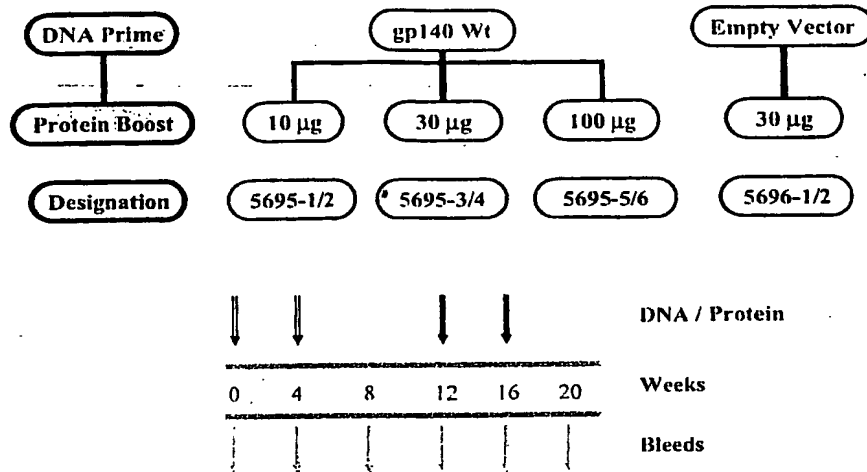 DNA Prime gp140 Wt Empty Vector
Protein Boost 10 µg 30 µg 100 µg 30 µg
Designation 5695-1/2 5695-3/4 5695-5/6 5696-1/2
DNA / Protein
0 4 8 12 16 20 Weeks
Bleeds